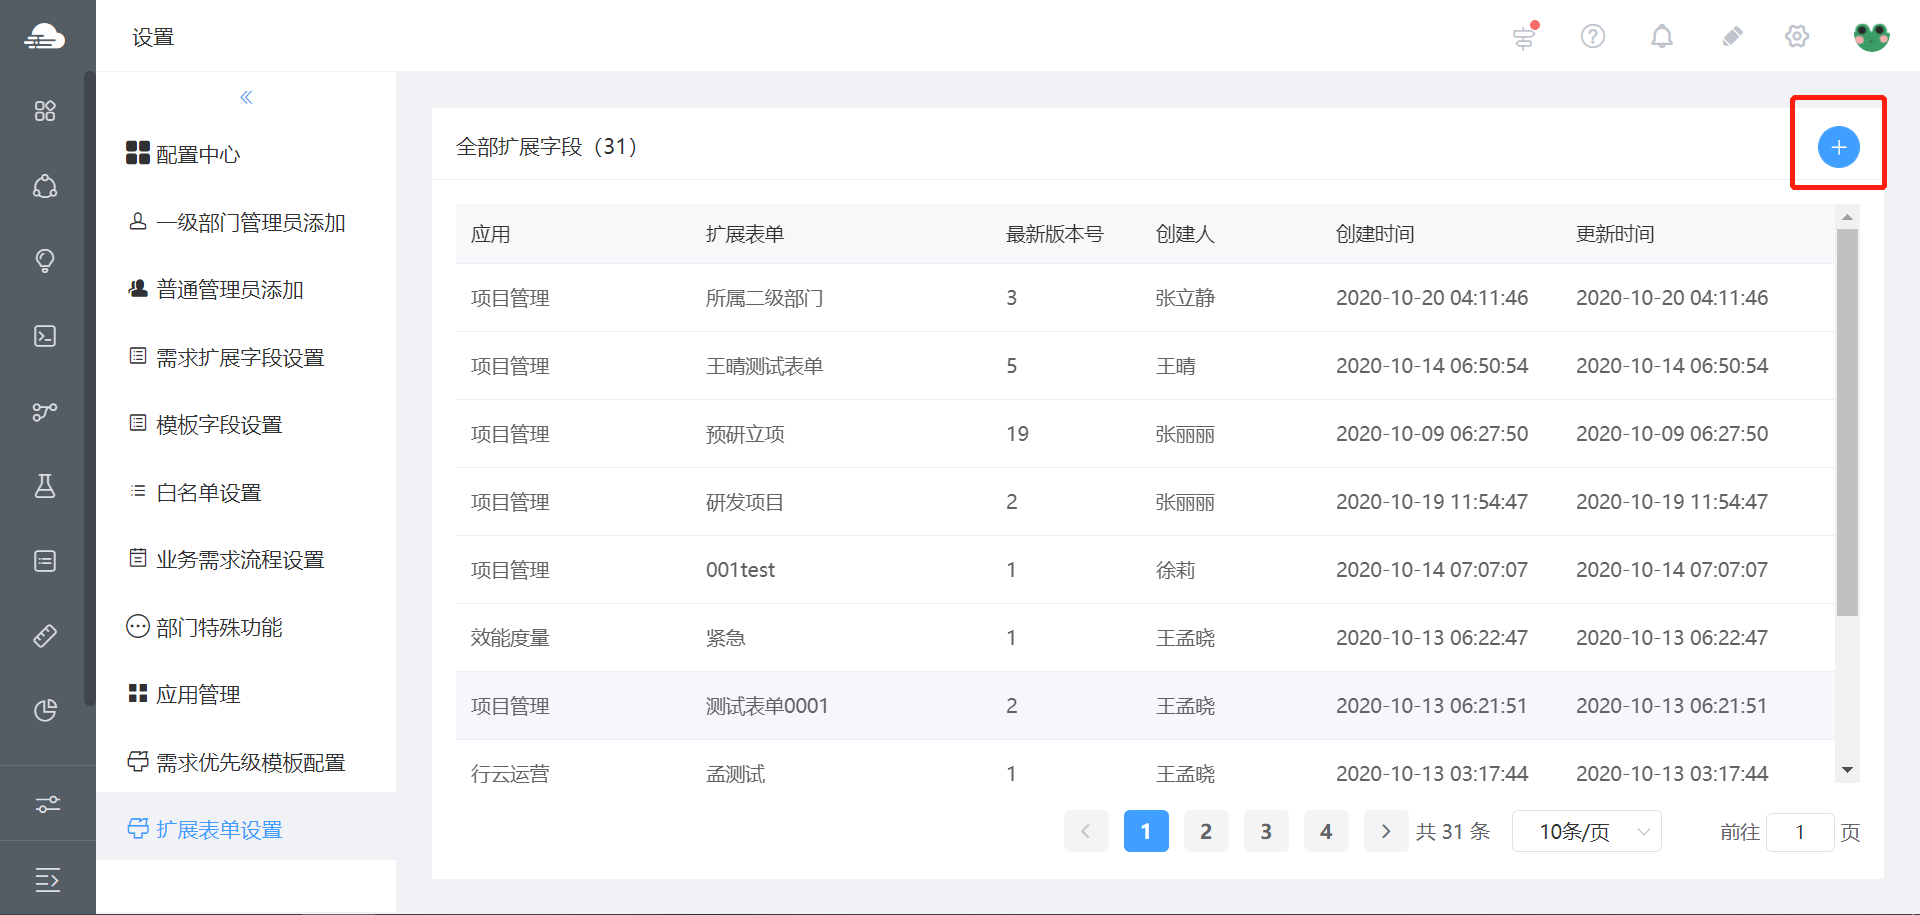 设置
配置中心
一级部门管理员添加
普通管理员添加
需求扩展字段设置
模板字段设置
白名单设置
业务需求流程设置
部门特殊功能
应用管理
需求优先级模板配置
扩展表单设置
全部扩展字段（31）
应用 扩展表单 最新版本号 创建人 创建时间 更新时间
项目管理 所属二级部门 3 张立静 2020-10-20 04:11:46 2020-10-20 04:11:46
项目管理 王晴测试表单 5 王晴 2020-10-14 06:50:54 2020-10-14 06:50:54
项目管理 预研立项 19 张丽丽 2020-10-09 06:27:50 2020-10-09 06:27:50
项目管理 研发项目 2 张丽丽 2020-10-19 11:54:47 2020-10-19 11:54:47
项目管理 001test 1 徐莉 2020-10-14 07:07:07 2020-10-14 07:07:07
效能度量 紧急 1 王孟晓 2020-10-13 06:22:47 2020-10-13 06:22:47
项目管理 测试表单0001 2 王孟晓 2020-10-13 06:21:51 2020-10-13 06:21:51
行云运营 孟测试 1 王孟晓 2020-10-13 03:17:44 2020-10-13 03:17:44
1 2 3 4 共 31 条 10条/页 前往 1 页